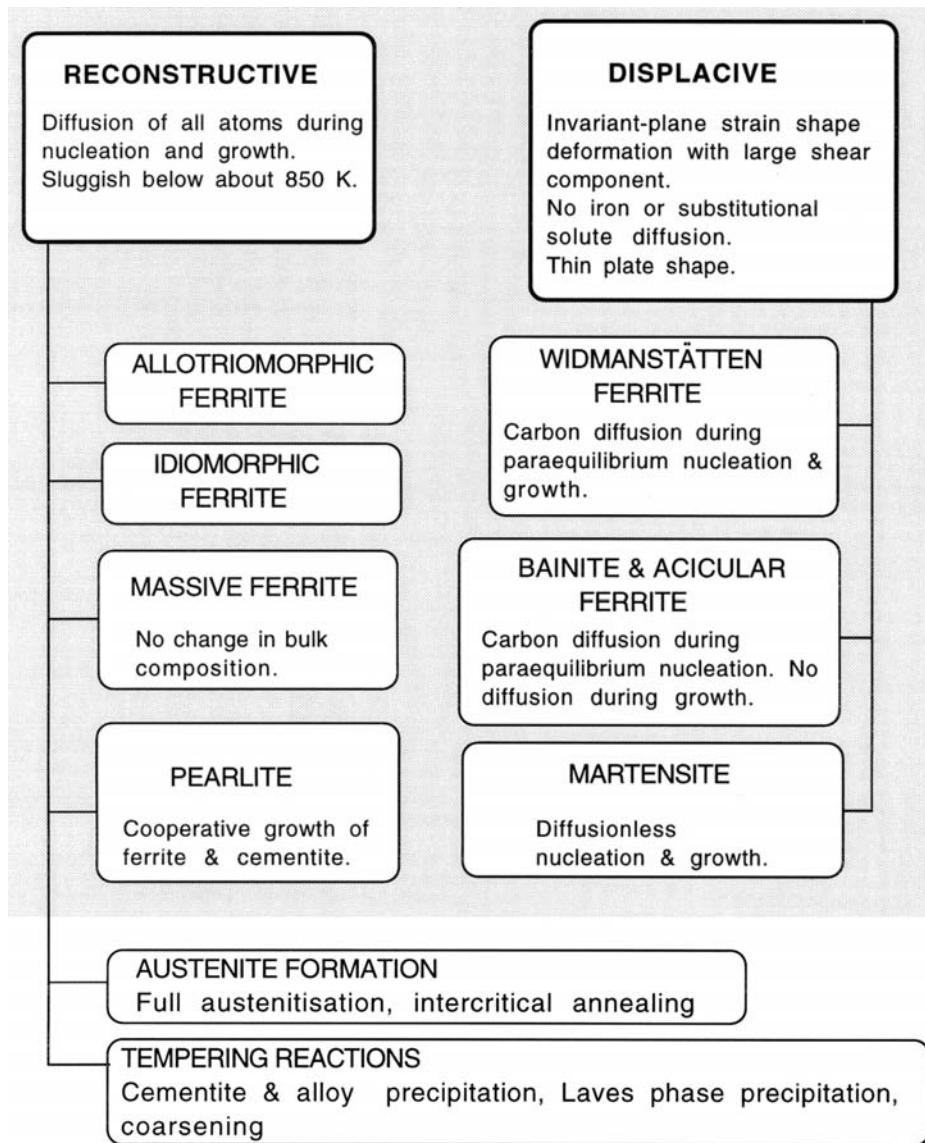 RECONSTRUCTIVE
Diffusion of all atoms during
nucleation and growth.
Sluggish below about 850 K.
ALLOTRIOMORPHIC
FERRITE
IDIOMORPHIC
FERRITE
MASSIVE FERRITE
No change in bulk
composition.
PEARLITE
Cooperative growth of
ferrite & cementite.
DISPLACIVE
Invariant-plane strain shape
deformation with large shear
component.
No iron or substitutional
solute diffusion.
Thin plate shape.
WIDMANSTÄTTEN
FERRITE
Carbon diffusion during
paraequilibrium nucleation &
growth.
BAINITE & ACICULAR
FERRITE
Carbon diffusion during
paraequilibrium nucleation. No
diffusion during growth.
MARTENSITE
Diffusionless
nucleation & growth.
AUSTENITE FORMATION
Full austenitisation, intercritical annealing
TEMPERING REACTIONS
Cementite & alloy precipitation, Laves phase precipitation,
coarsening